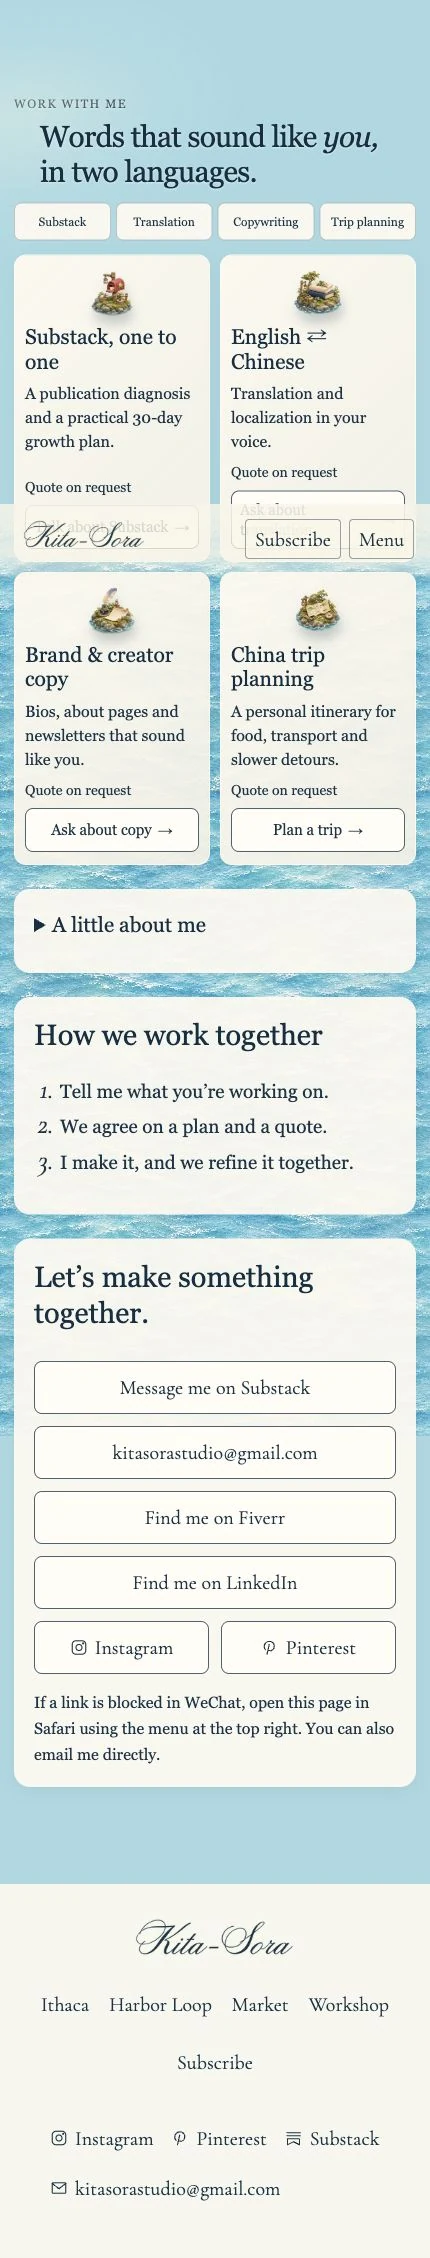 WORK WITH ME
Words that sound like you,
in two languages.
Substack
Translation
Copywriting
Trip planning
Substack, one to
one
A publication diagnosis
and a practical 30-day
growth plan.
Quote on request
about Substack →
English ⇄
Chinese
Translation and
localization in your
voice.
Quote on request
Ask about
Kita-Sora
Subscribe
Menu
Brand & creator
copy
Bios, about pages and
newsletters that sound
like you.
Quote on request
Ask about copy →
China trip
planning
A personal itinerary for
food, transport and
slower detours.
Quote on request
Plan a trip →
▶ A little about me
How we work together
1. Tell me what you’re working on.
2. We agree on a plan and a quote.
3. I make it, and we refine it together.
Let’s make something
together.
Message me on Substack
kitasorastudio@gmail.com
Find me on Fiverr
Find me on LinkedIn
Instagram
Pinterest
If a link is blocked in WeChat, open this page in
Safari using the menu at the top right. You can also
email me directly.
Kita-Sora
Ithaca Harbor Loop Market Workshop
Subscribe
Instagram Pinterest Substack
kitasorastudio@gmail.com